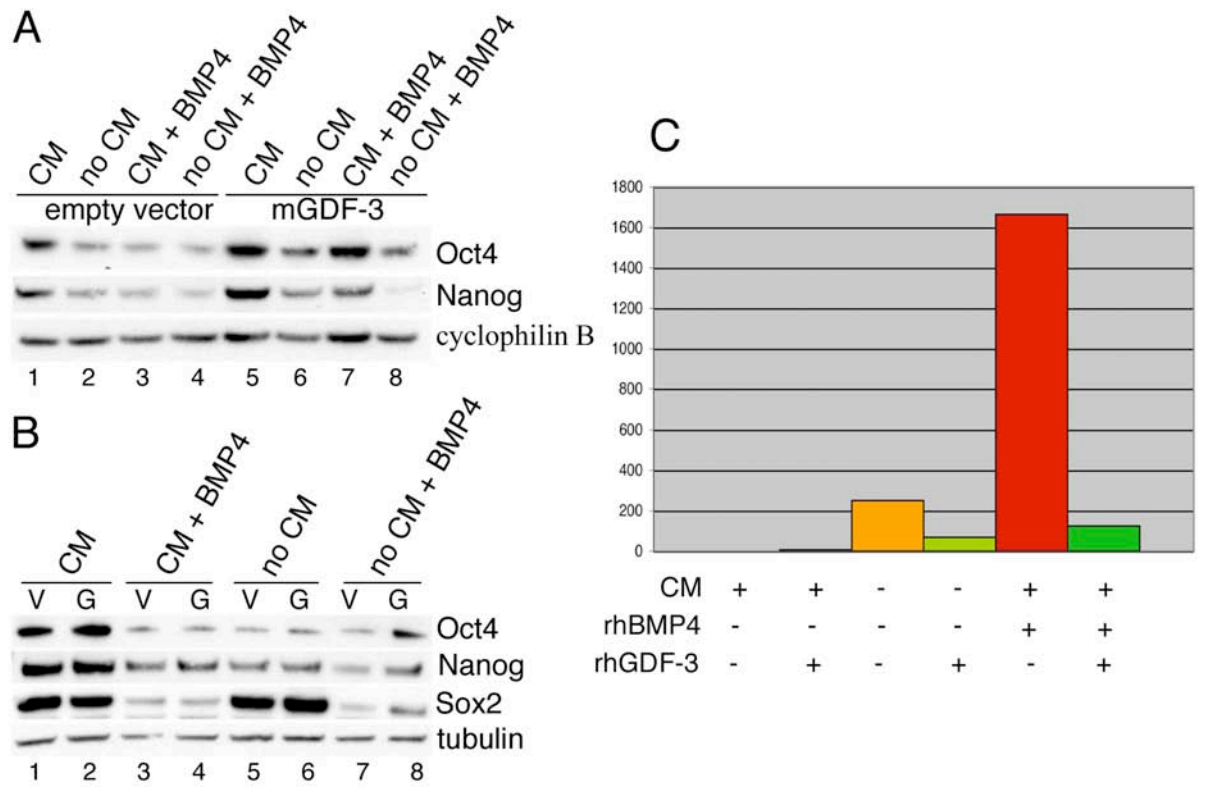 A
CM
no CM
CM + BMP4
no CM + BMP4
CM
no CM
CM + BMP4
no CM + BMP4
empty vector
mGDF-3
Oct4
Nanog
cyclophilin B
1 2 3 4 5 6 7 8
B
CM
CM + BMP4
no CM
no CM + BMP4
V G V G V G V G
Oct4
Nanog
Sox2
tubulin
1 2 3 4 5 6 7 8
C
1800
1600
1400
1200
1000
800
600
400
200
0
CM + + - - + +
rhBMP4 - - - - + +
rhGDF-3 - + - + - +